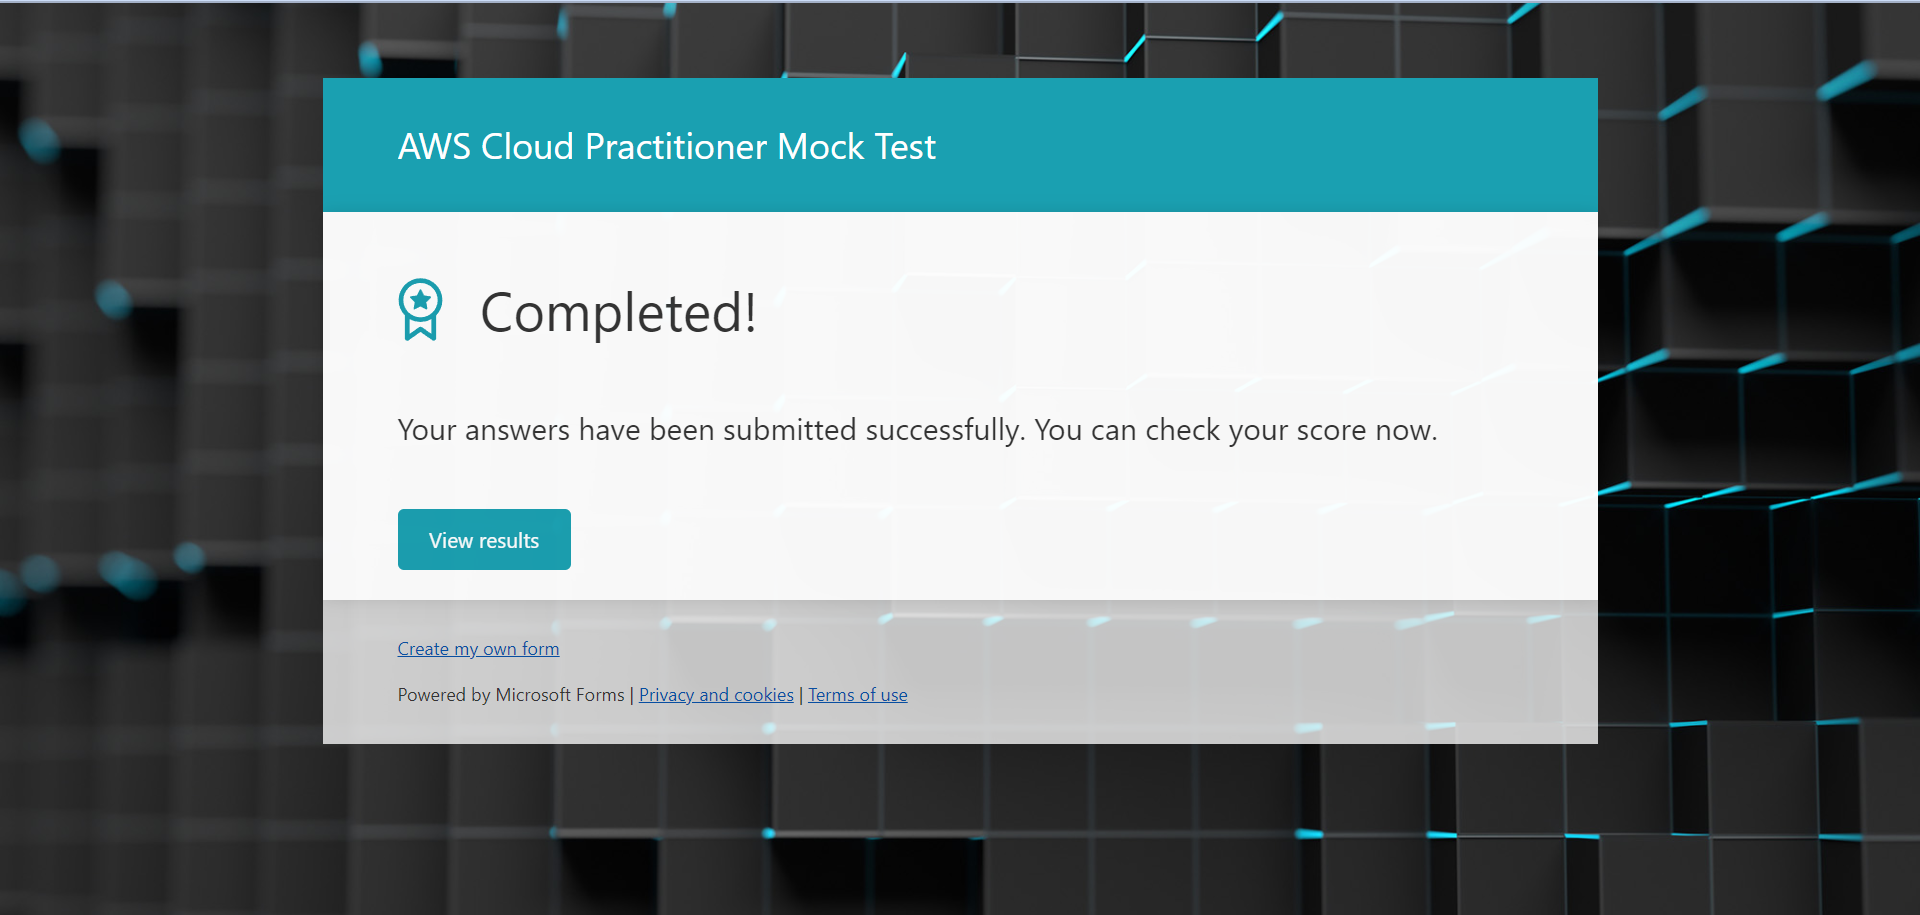 AWS Cloud Practitioner Mock Test
Completed!
Your answers have been submitted successfully. You can check your score now.
View results
Create my own form
Powered by Microsoft Forms | Privacy and cookies | Terms of use